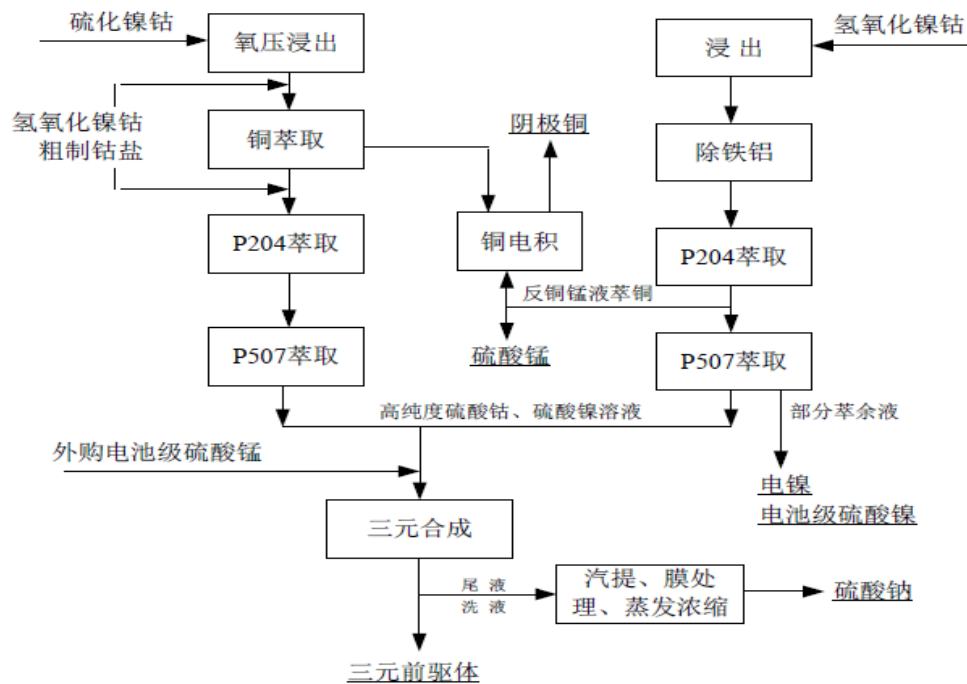 硫化镍钴
氧压浸出
浸 出
氢氧化镍钴
氢氧化镍钴
粗制钴盐
铜萃取
阴极铜
除铁铝
P204萃取
铜电积
P204萃取
反铜锰液萃铜
硫酸锰
P507萃取
P507萃取
高纯度硫酸钴、硫酸镍溶液
部分萃余液
外购电池级硫酸锰
电镍
电池级硫酸镍
三元合成
尾 液
洗 液
汽提、膜处
理、蒸发浓缩
硫酸钠
三元前驱体